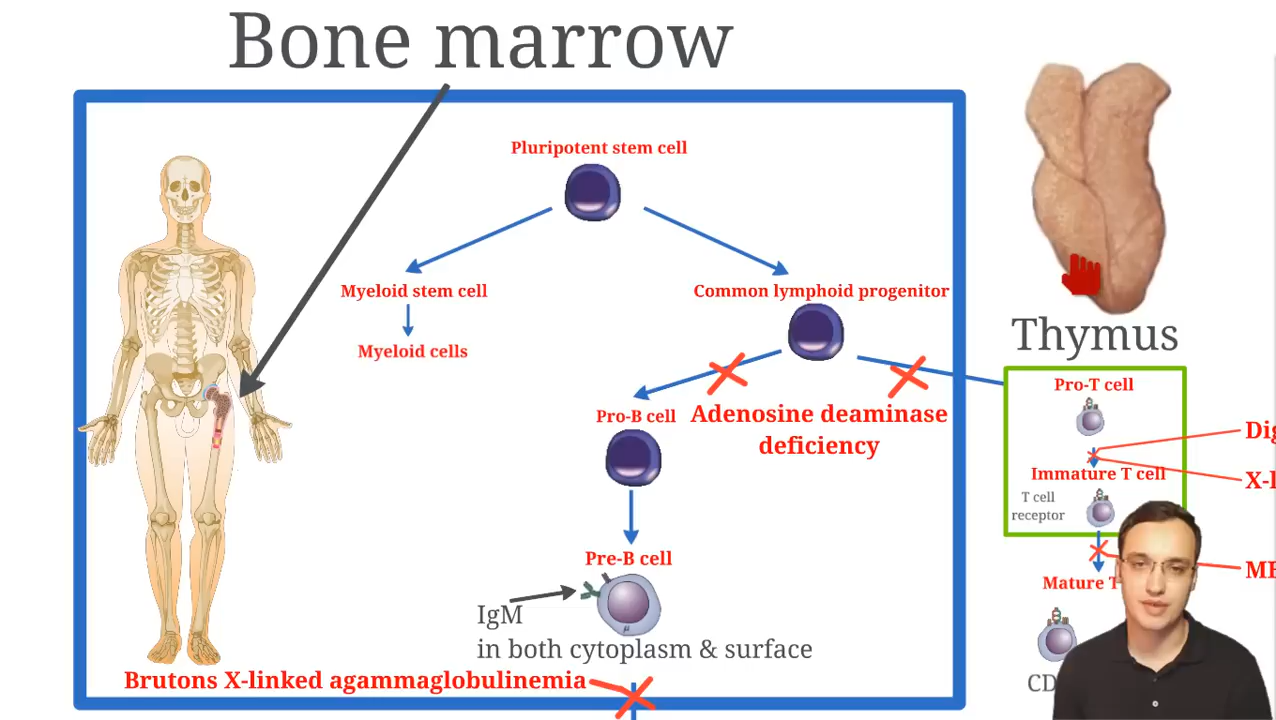 Bone marrow
Pluripotent stem cell
Myeloid stem cell
Myeloid cells
Common lymphoid progenitor
Pro-B cell
Adenosine deaminase
deficiency
Pre-B cell
IgM
in both cytoplasm & surface
Brutons X-linked agammaglobulinemia
Thymus
Pro-T cell
Immature T cell
T cell
receptor
Mature T